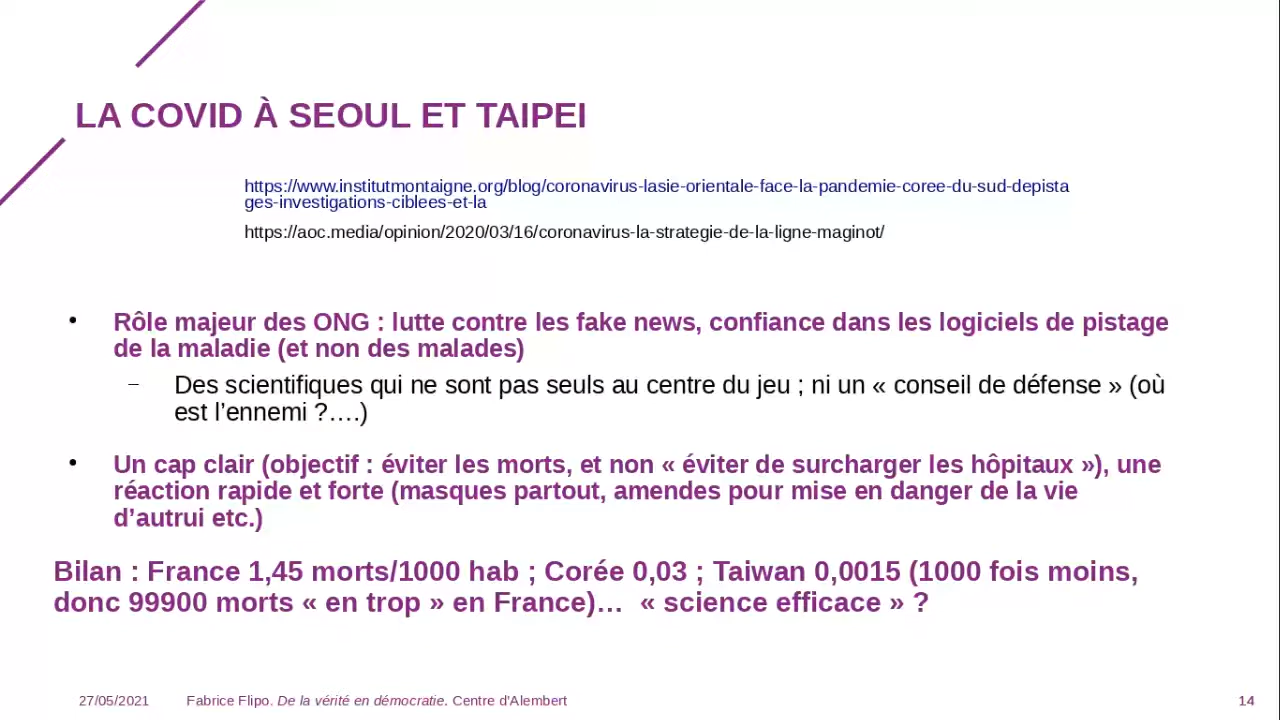 LA COVID À SEOUL ET TAIPEI
https://www.institutmontaigne.org/blog/coronavirus-lasie-orientale-face-la-pandemie-coree-du-sud-depista
ges-investigations-ciblees-et-la
https://aoc.media/opinion/2020/03/16/coronavirus-la-strategie-de-la-ligne-maginot/
• Rôle majeur des ONG : lutte contre les fake news, confiance dans les logiciels de pistage
de la maladie (et non des malades)
– Des scientifiques qui ne sont pas seuls au centre du jeu ; ni un « conseil de défense » (où
est l’ennemi ?….)
• Un cap clair (objectif : éviter les morts, et non « éviter de surcharger les hôpitaux »), une
réaction rapide et forte (masques partout, amendes pour mise en danger de la vie
d’autrui etc.)
Bilan : France 1,45 morts/1000 hab ; Corée 0,03 ; Taiwan 0,0015 (1000 fois moins,
donc 99900 morts « en trop » en France)… « science efficace » ?
27/05/2021 Fabrice Flipo. De la vérité en démocratie. Centre d'Alembert 14